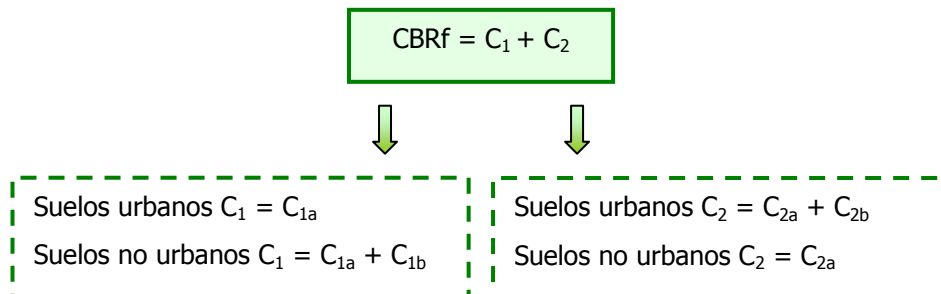 CBRf = C₁ + C₂
Suelos urbanos C₁ = C₁ₐ
Suelos no urbanos C₁ = C₁ₐ + C₁b
Suelos urbanos C₂ = C₂ₐ + C₂b
Suelos no urbanos C₂ = C₂ₐ